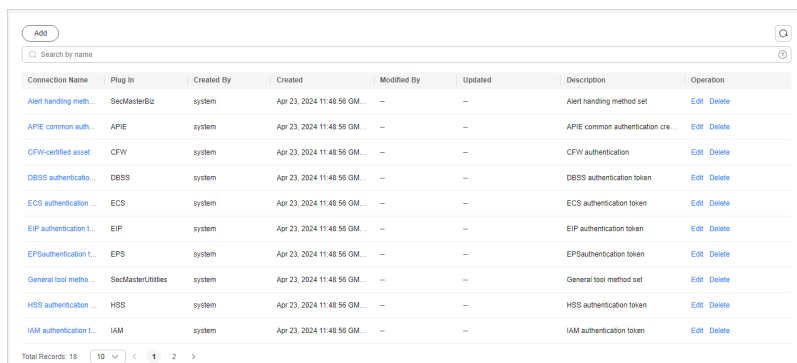 Add
Search by name
Connection Name Plug In Created By Created Modified By Updated Description Operation
Alert handling meth... SecMasterBiz system Apr 23, 2024 11:48:56 GM... -- -- Alert handling method set Edit Delete
APIE common auth... APIE system Apr 23, 2024 11:48:56 GM... -- -- APIE common authentication cre... Edit Delete
CFW-certified asset CFW system Apr 23, 2024 11:48:56 GM... -- -- CFW authentication Edit Delete
DBSS authenticatio... DBSS system Apr 23, 2024 11:48:56 GM... -- -- DBSS authentication token Edit Delete
ECS authentication ... ECS system Apr 23, 2024 11:48:56 GM... -- -- ECS authentication token Edit Delete
EIP authentication t... EIP system Apr 23, 2024 11:48:56 GM... -- -- EIP authentication token Edit Delete
EPSauthentication t... EPS system Apr 23, 2024 11:48:56 GM... -- -- EPSauthentication token Edit Delete
General tool metho... SecMasterUtilities system Apr 23, 2024 11:48:56 GM... -- -- General tool method set Edit Delete
HSS authentication ... HSS system Apr 23, 2024 11:48:56 GM... -- -- HSS authentication token Edit Delete
IAM authentication t... IAM system Apr 23, 2024 11:48:56 GM... -- -- IAM authentication token Edit Delete
Total Records: 18 10 < 1 2 >